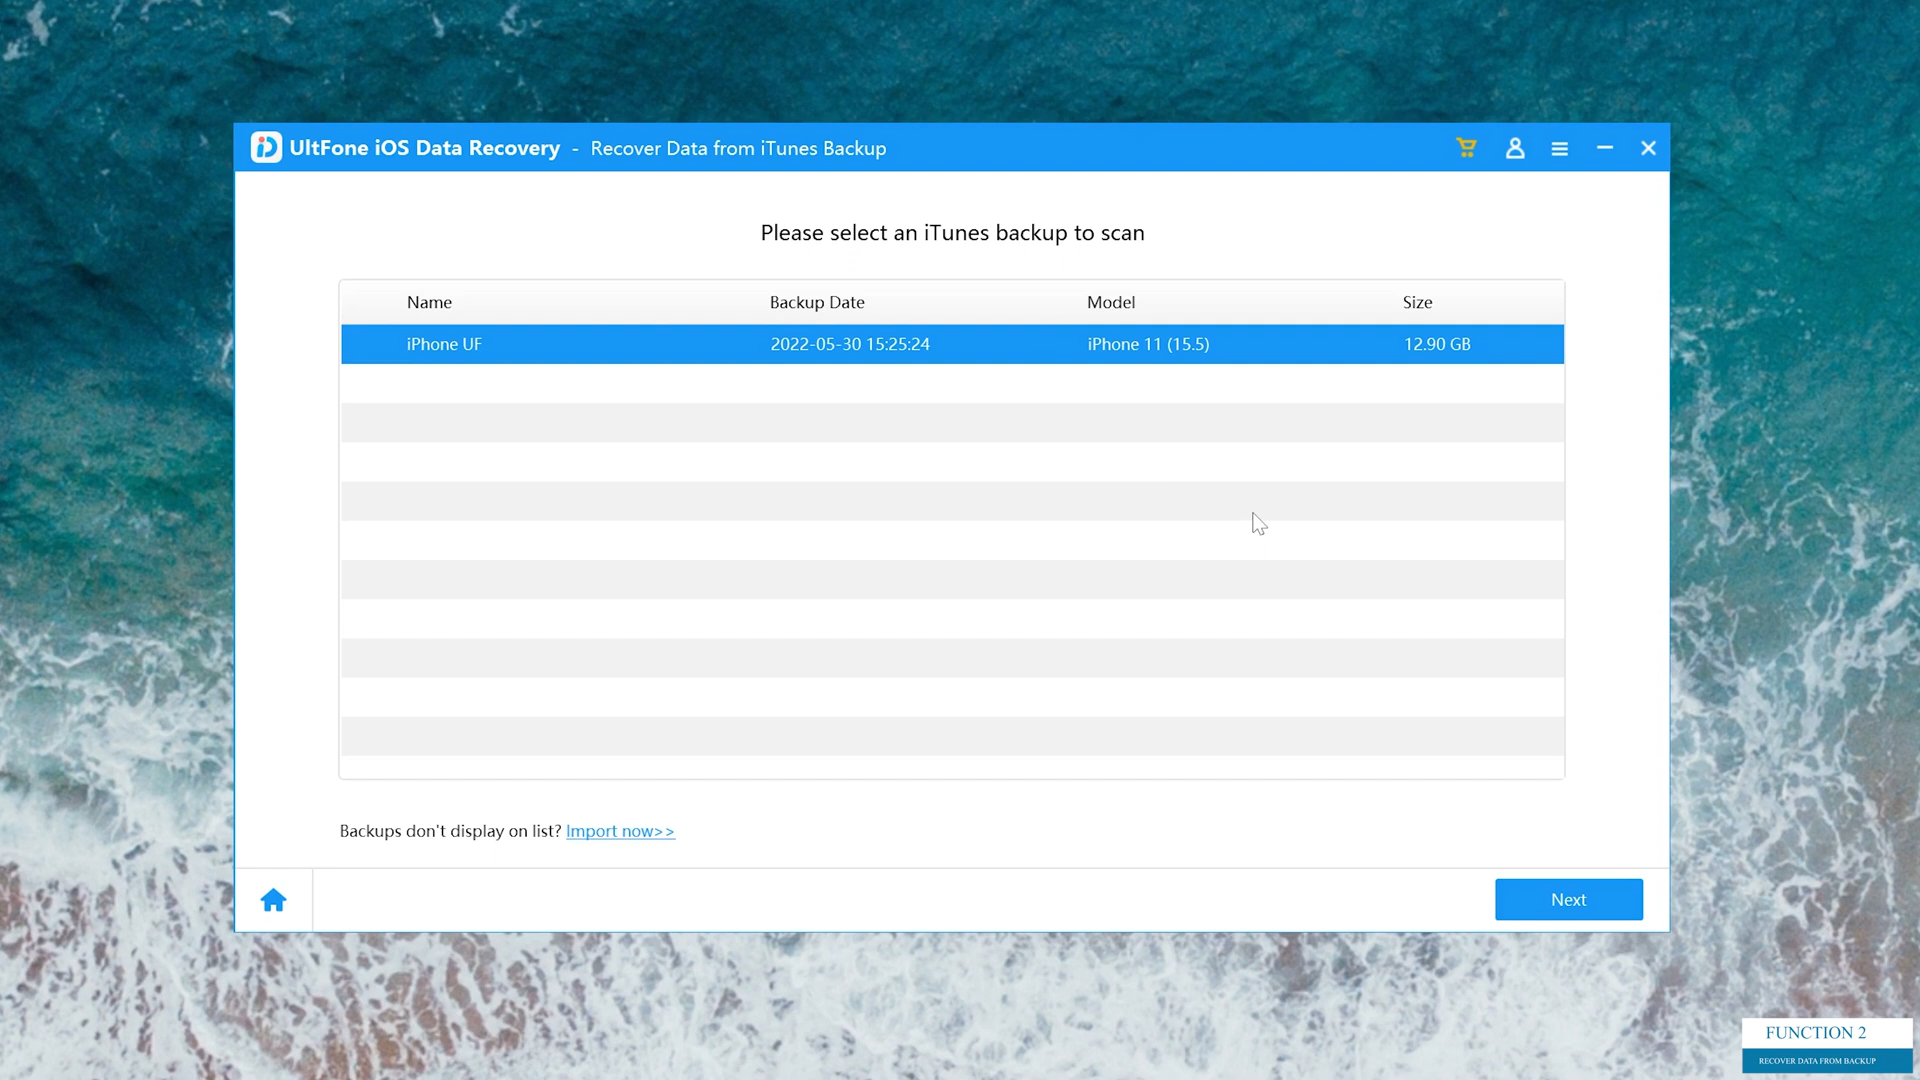 UltFone iOS Data Recovery - Recover Data from iTunes Backup
Please select an iTunes backup to scan
Name Backup Date Model Size
iPhone UF 2022-05-30 15:25:24 iPhone 11 (15.5) 12.90 GB
Backups don't display on list? Import now>>
Next
FUNCTION 2
RECOVER DATA FROM BACKUP